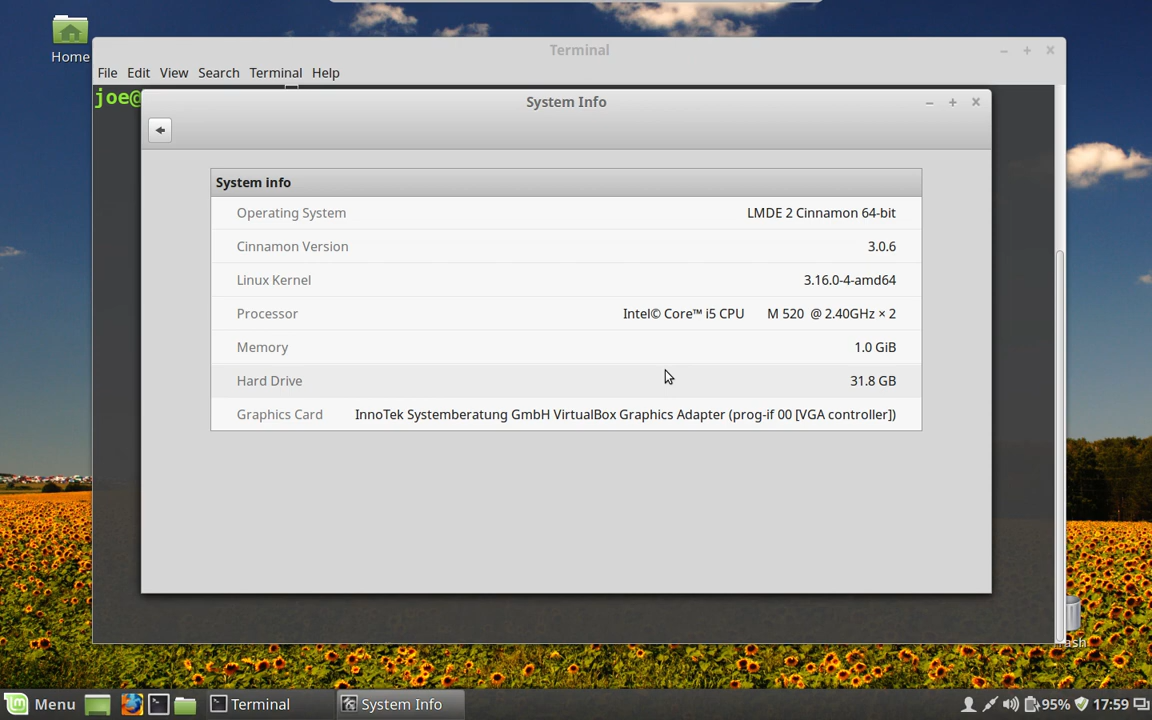 Home
Terminal
File Edit View Search Terminal Help
joe@
System Info
System info
Operating System LMDE 2 Cinnamon 64-bit
Cinnamon Version 3.0.6
Linux Kernel 3.16.0-4-amd64
Processor Intel© Core™ i5 CPU M 520 @ 2.40GHz × 2
Memory 1.0 GiB
Hard Drive 31.8 GB
Graphics Card InnoTek Systemberatung GmbH VirtualBox Graphics Adapter (prog-if 00 [VGA controller])
ash
Menu Terminal System Info 95% 17:59